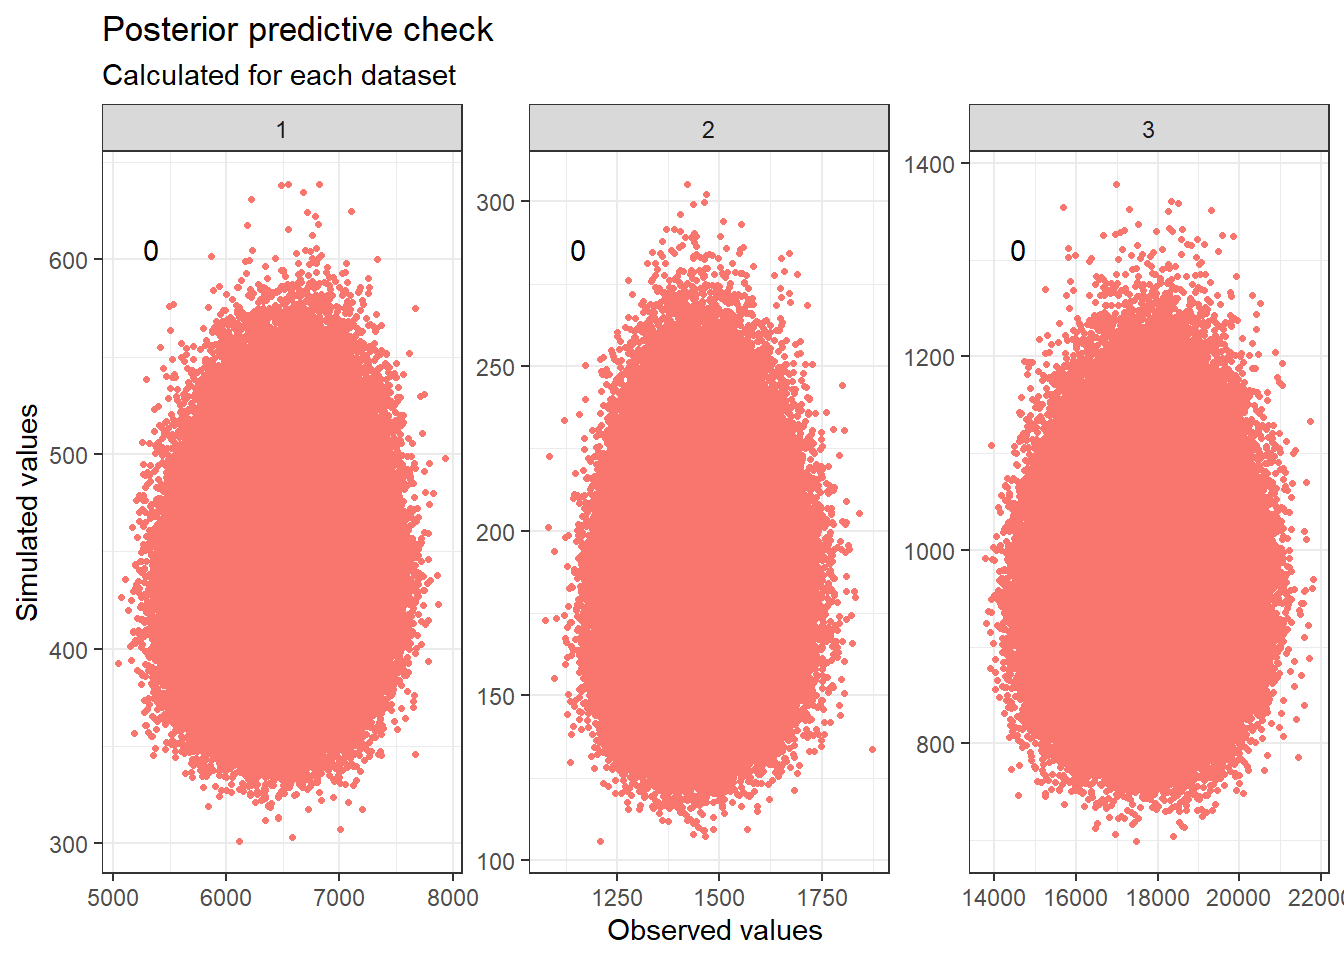 Posterior predictive check
Calculated for each dataset
1
2
3
0
0
0
600
500
400
300
300
250
200
150
100
1400
1200
1000
800
5000 6000 7000 8000
1250 1500 1750
14000 16000 18000 20000 22000
Simulated values
Observed values